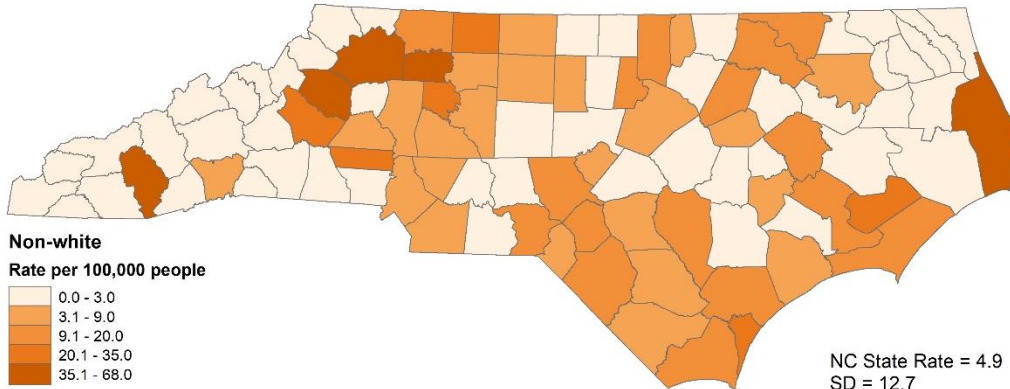 Non-white
Rate per 100,000 people
0.0 - 3.0
3.1 - 9.0
9.1 - 20.0
20.1 - 35.0
35.1 - 68.0
NC State Rate = 4.9
SD = 12.7